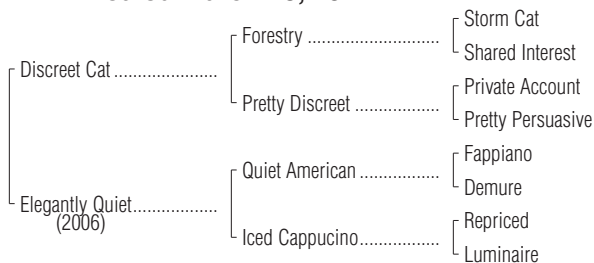 Storm Cat
Forestry ................................
Shared Interest
Discreet Cat .........................
Private Account
Pretty Discreet ....................
Pretty Persuasive
Fappiano
Quiet American ...................
Demure
Elegantly Quiet....................
(2006)
Repriced
Iced Cappucino...................
Luminaire